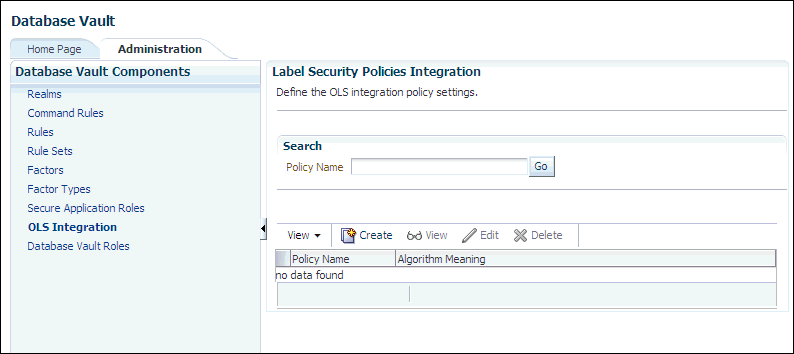 Database Vault
Home Page
Administration
Database Vault Components
Realms
Command Rules
Rules
Rule Sets
Factors
Factor Types
Secure Application Roles
OLS Integration
Database Vault Roles
Label Security Policies Integration
Define the OLS integration policy settings.
Search
Policy Name Go
View Create View Edit Delete
Policy Name Algorithm Meaning
no data found